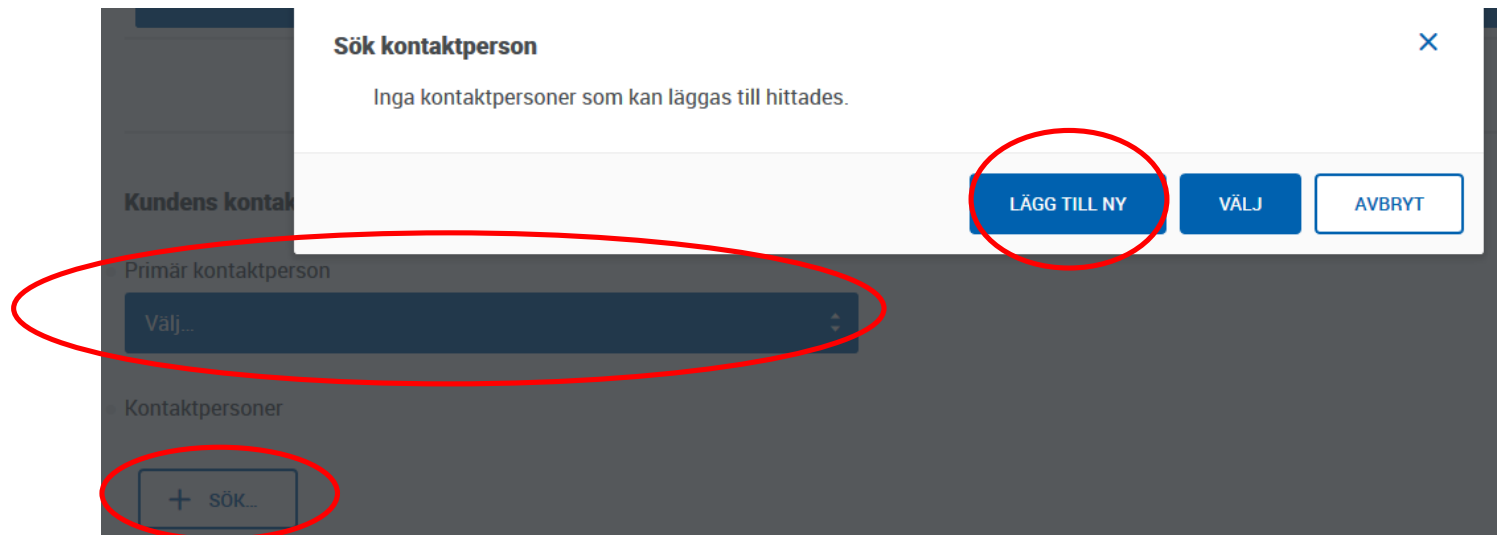 Sök kontaktperson
Inga kontaktpersoner som kan läggas till hittades.
LÄGG TILL NY VÄLJ AVBRYT
Kundens kontak
Primär kontaktperson
Välj...
Kontaktpersoner
+ SÖK...